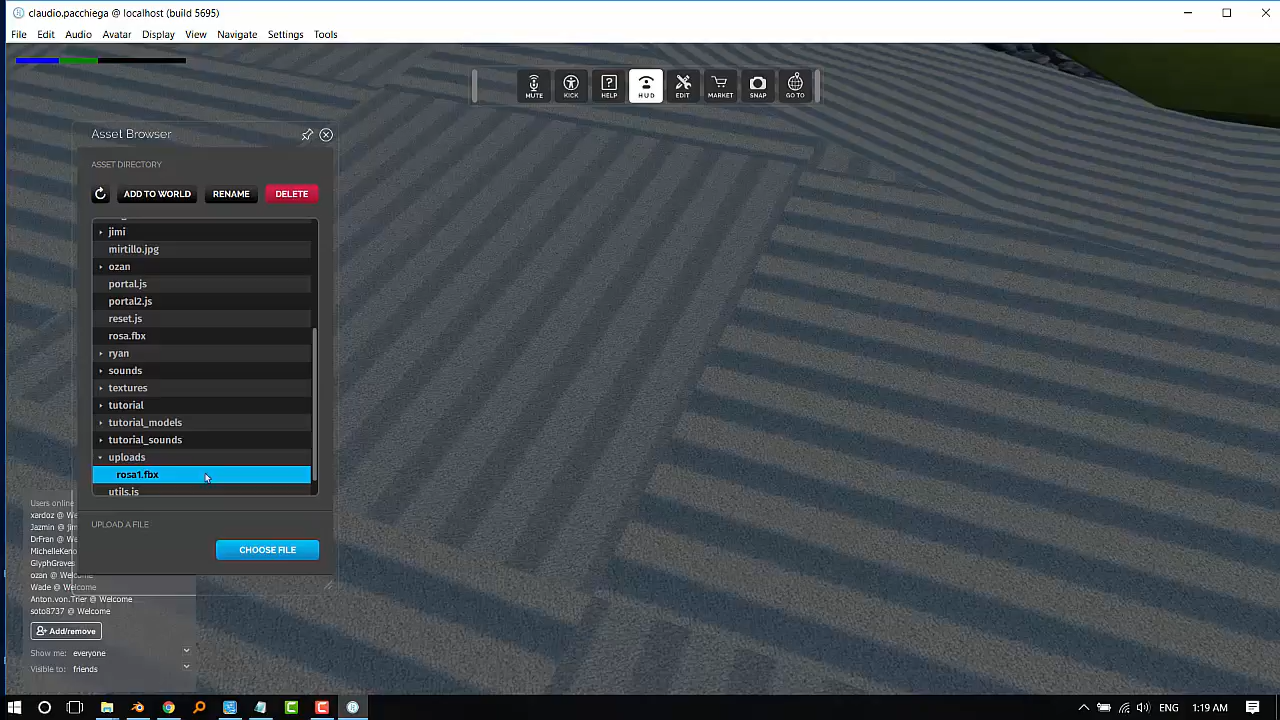 claudio.pacchiega @ localhost (build 5695)
File Edit Audio Avatar Display View Navigate Settings Tools
MUTE KICK HELP HUD EDIT MARKET SNAP GO TO
Asset Browser
ASSET DIRECTORY
ADD TO WORLD RENAME DELETE
jimi
mirtillo.jpg
ozan
portal.js
portal2.js
reset.js
rosa.fbx
ryan
sounds
textures
tutorial
tutorial_models
tutorial_sounds
uploads
rosa1.fbx
utils.js
UPLOAD A FILE
CHOOSE FILE
Users online
xardoz @ We
Jazmin @ jim
DrFran @ We
MichelleKeno
GlyphGraves
ozan @ Welcome
Wade @ Welcome
Anton.von.Trier @ Welcome
soto8737 @ Welcome
Add/remove
Show me: everyone
Visible to: friends
ENG 1:19 AM